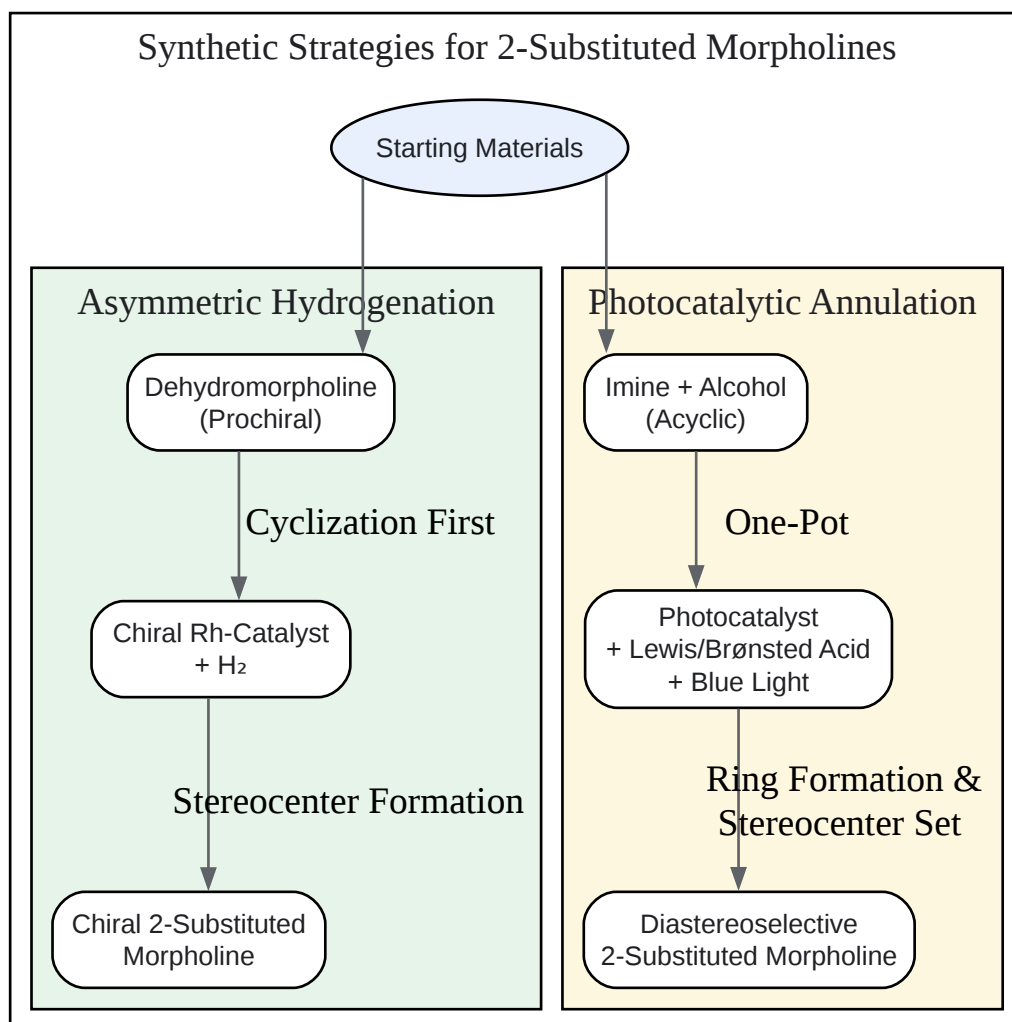 Synthetic Strategies for 2-Substituted Morpholines
Starting Materials
Asymmetric Hydrogenation
Dehydromorpholine
(Prochiral)
Cyclization First
Chiral Rh-Catalyst
+ H₂
Stereocenter Formation
Chiral 2-Substituted
Morpholine
Photocatalytic Annulation
Imine + Alcohol
(Acyclic)
One-Pot
Photocatalyst
+ Lewis/Brønsted Acid
+ Blue Light
Ring Formation &
Stereocenter Set
Diastereoselective
2-Substituted Morpholine